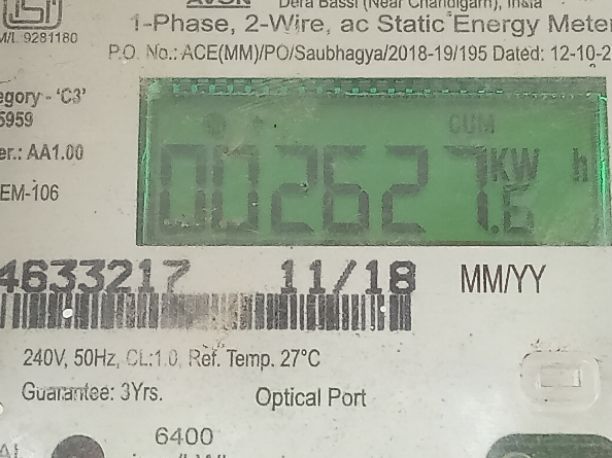 AVON Dera Bassi (Near Chandigarh), India
M/L 9281180
1-Phase, 2-Wire, ac Static Energy Meter
P.O. No.: ACE(MM)/PO/Saubhagya/2018-19/195 Dated: 12-10-2
egory - 'C3'
5959
er.: AA1.00
EM-106
CUM
002627.6 KW h
4633217 11/18 MM/YY
240V, 50Hz, CL:1.0, Ref. Temp. 27°C
Guarantee: 3Yrs. Optical Port
6400